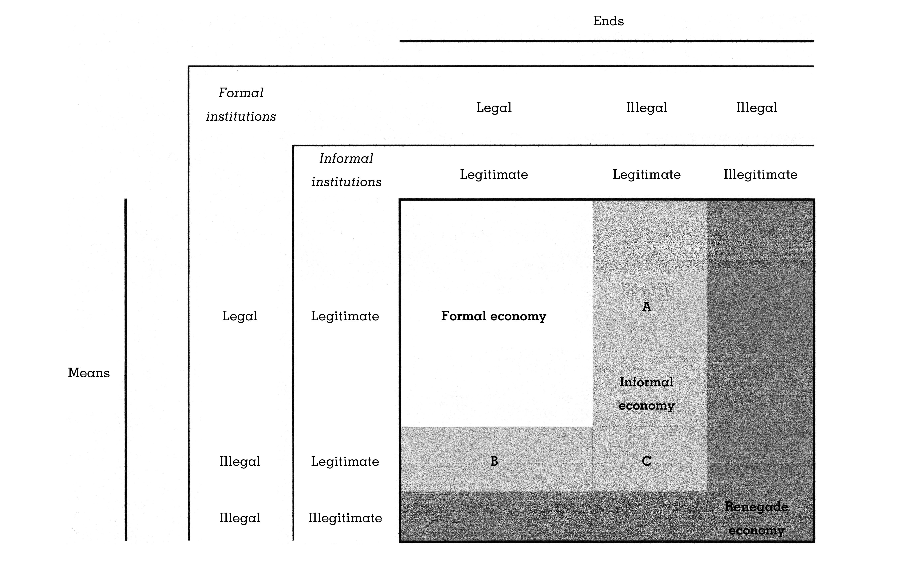 Ends
Formal
institutions
Legal Illegal Illegal
Informal
institutions
Legitimate Legitimate Illegitimate
Legal Legitimate Formal economy A
Means
Informal
economy
Illegal Legitimate B C
Illegal Illegitimate
Renegade
economy